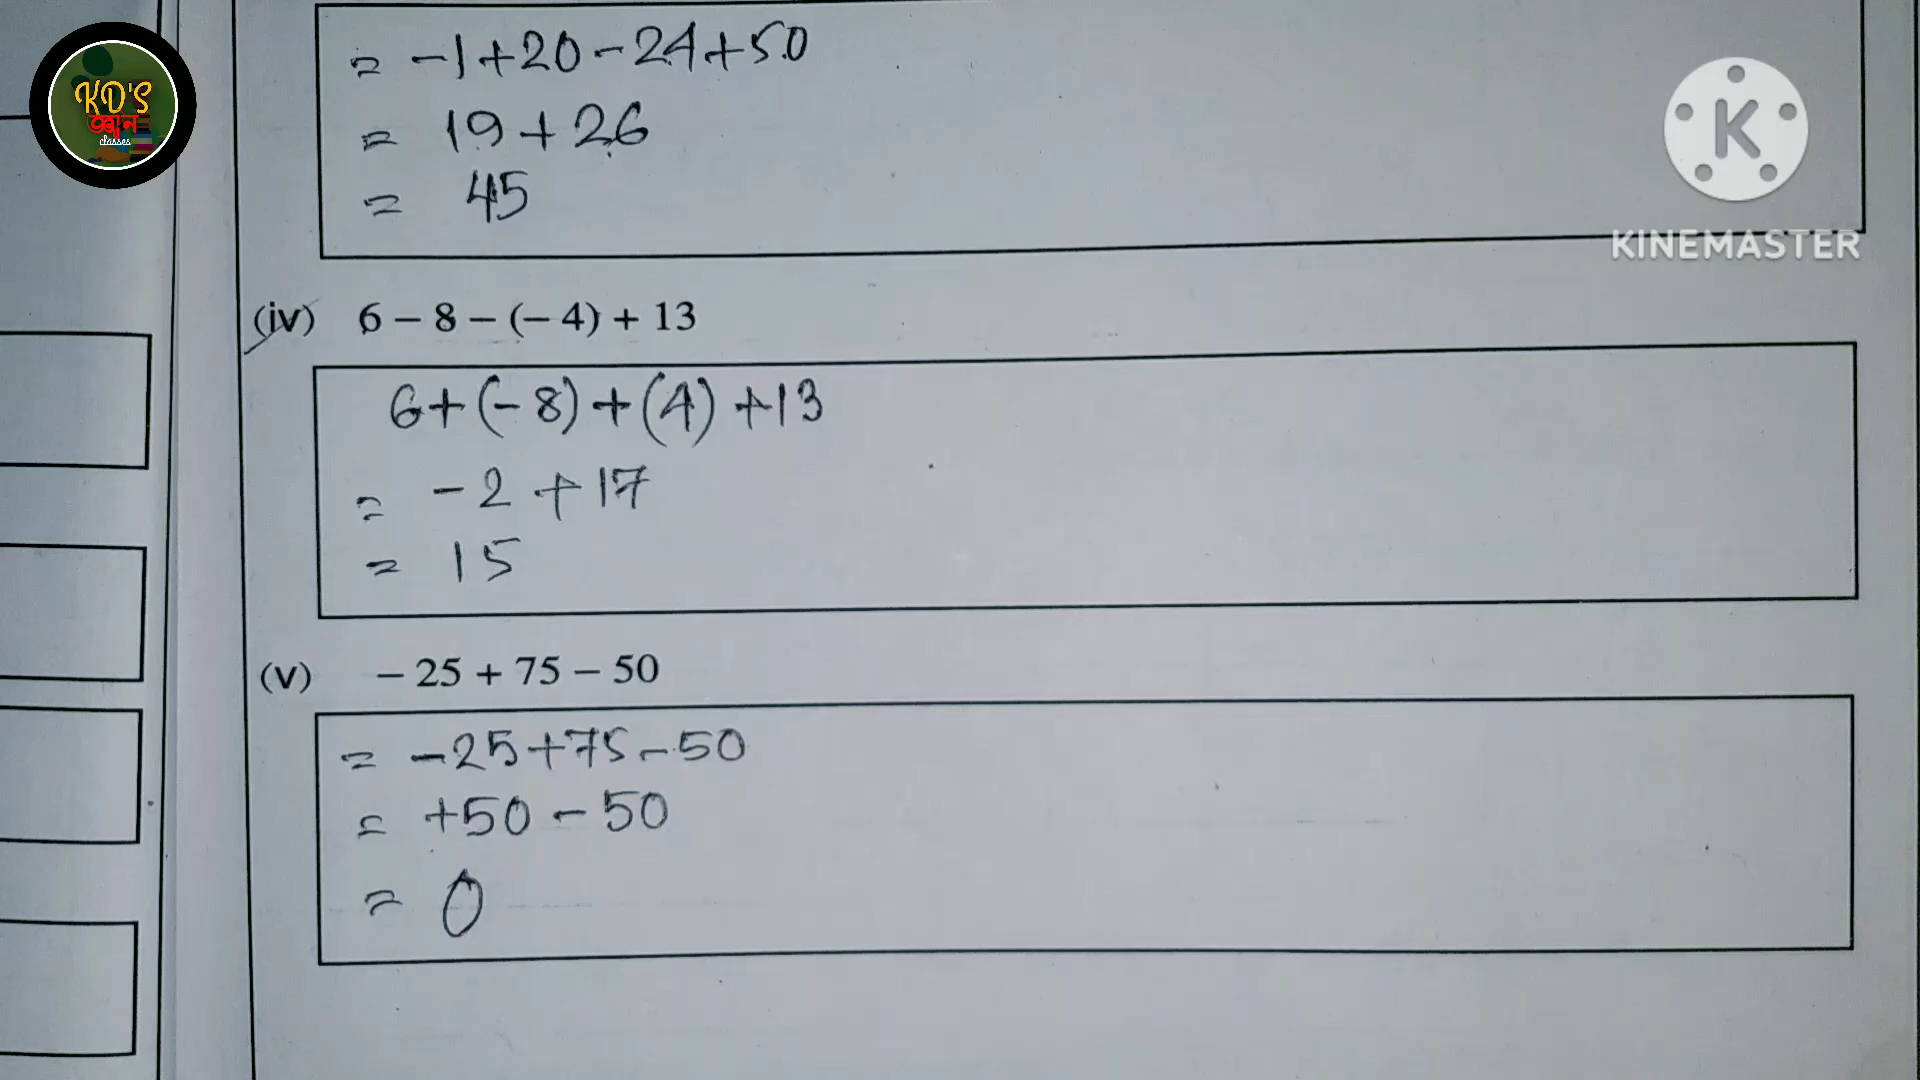 KD'S
জ্ঞান
classes
= -1+20-24+50
= 19+26
= 45
K
KINEMASTER
(iv) 6 – 8 – (– 4) + 13
6+(-8)+(4)+13
= -2+17
= 15
(v) – 25 + 75 – 50
= -25+75-50
= +50-50
= 0